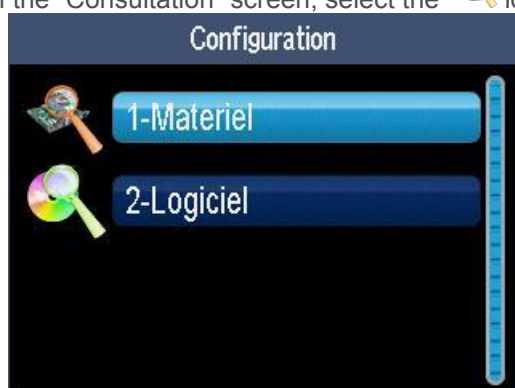 the "Consultation" screen, select the
Configuration
1-Materiel
2-Logiciel